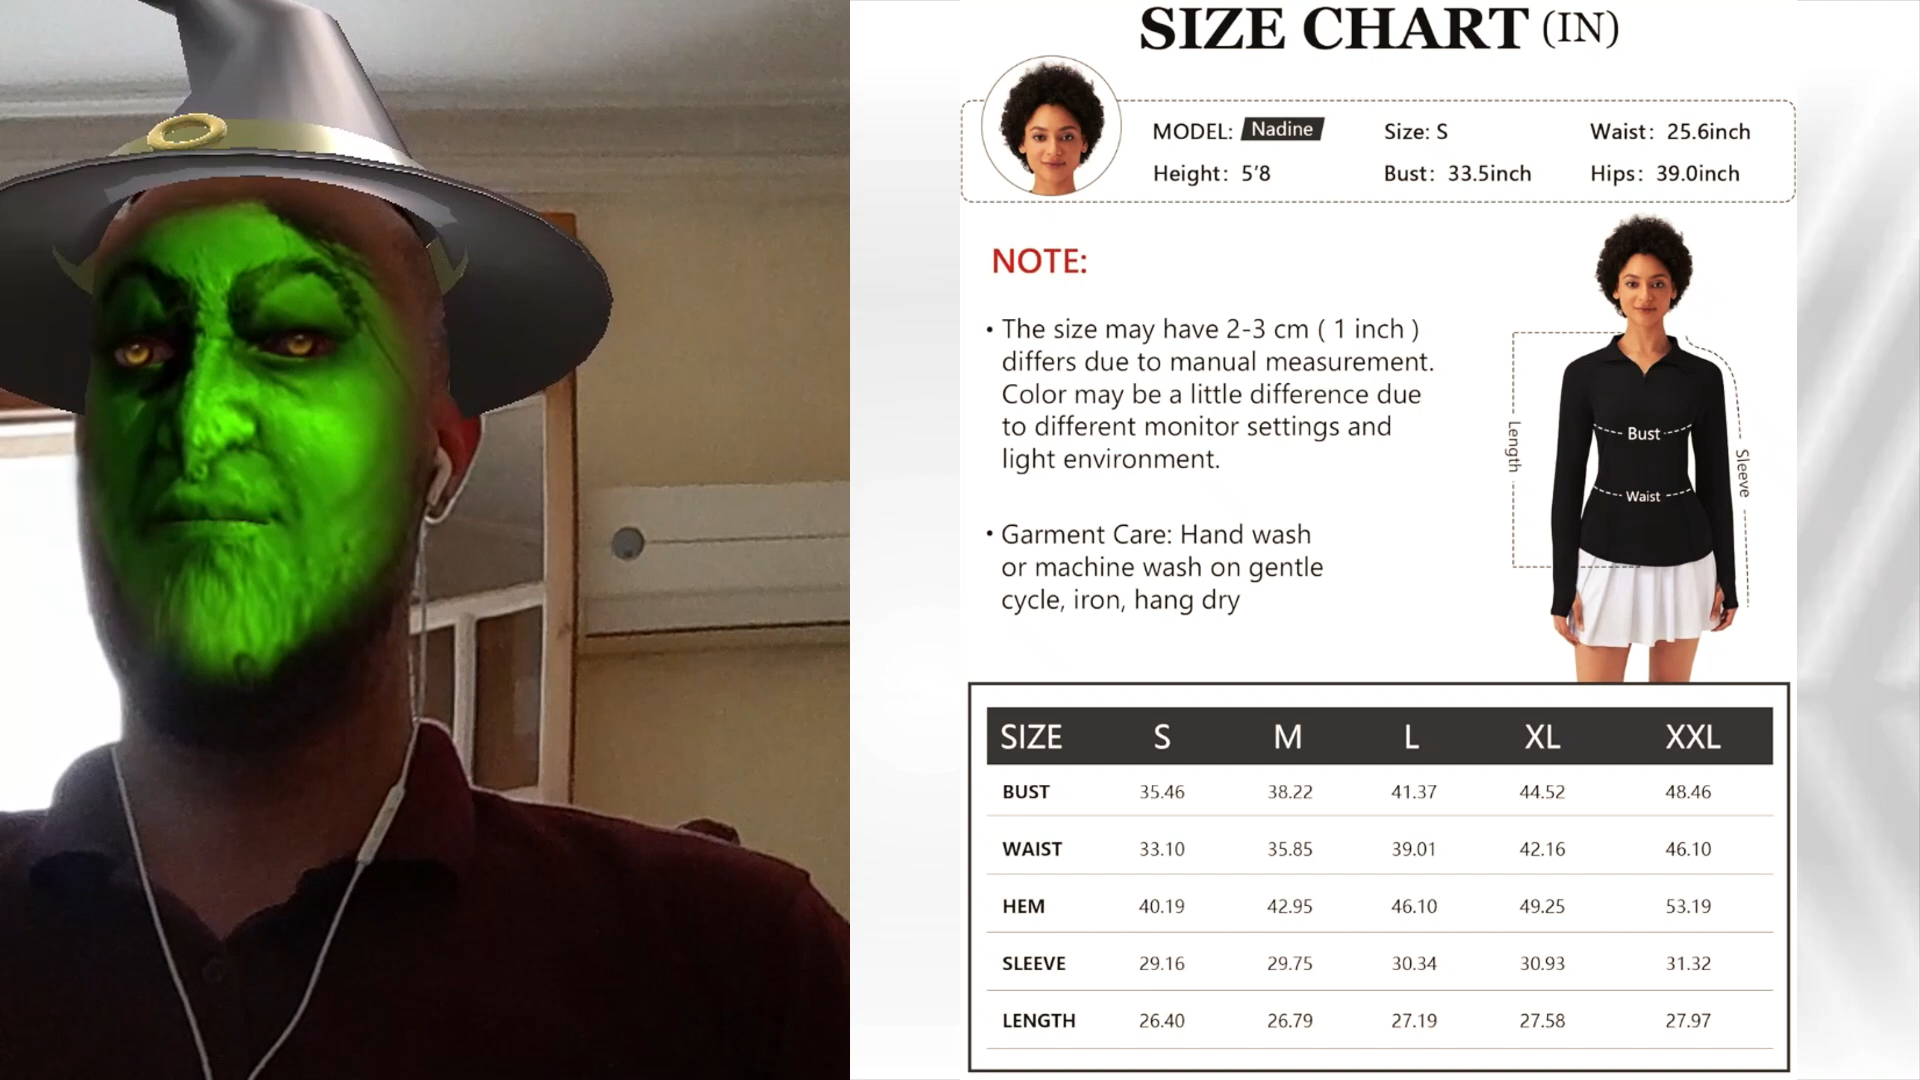 SIZE CHART (IN)
MODEL: Nadine Size: S Waist: 25.6inch
Height: 5'8 Bust: 33.5inch Hips: 39.0inch
NOTE:
• The size may have 2-3 cm ( 1 inch )
differs due to manual measurement.
Color may be a little difference due
to different monitor settings and
light environment.
• Garment Care: Hand wash
or machine wash on gentle
cycle, iron, hang dry
Length
Bust
Waist
Sleeve
SIZE S M L XL XXL
BUST 35.46 38.22 41.37 44.52 48.46
WAIST 33.10 35.85 39.01 42.16 46.10
HEM 40.19 42.95 46.10 49.25 53.19
SLEEVE 29.16 29.75 30.34 30.93 31.32
LENGTH 26.40 26.79 27.19 27.58 27.97